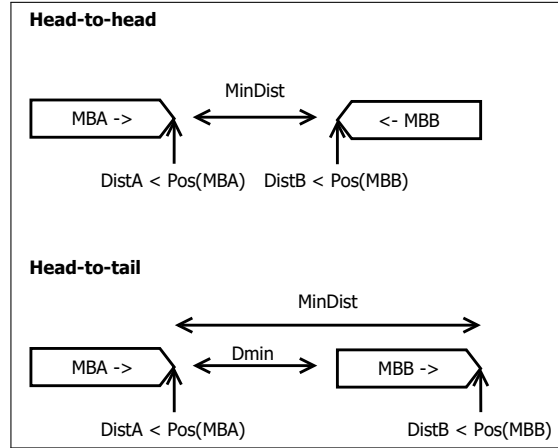 Head-to-head
MinDist
MBA -> <- MBB
DistA < Pos(MBA) DistB < Pos(MBB)
Head-to-tail
MinDist
Dmin
MBA -> MBB ->
DistA < Pos(MBA) DistB < Pos(MBB)